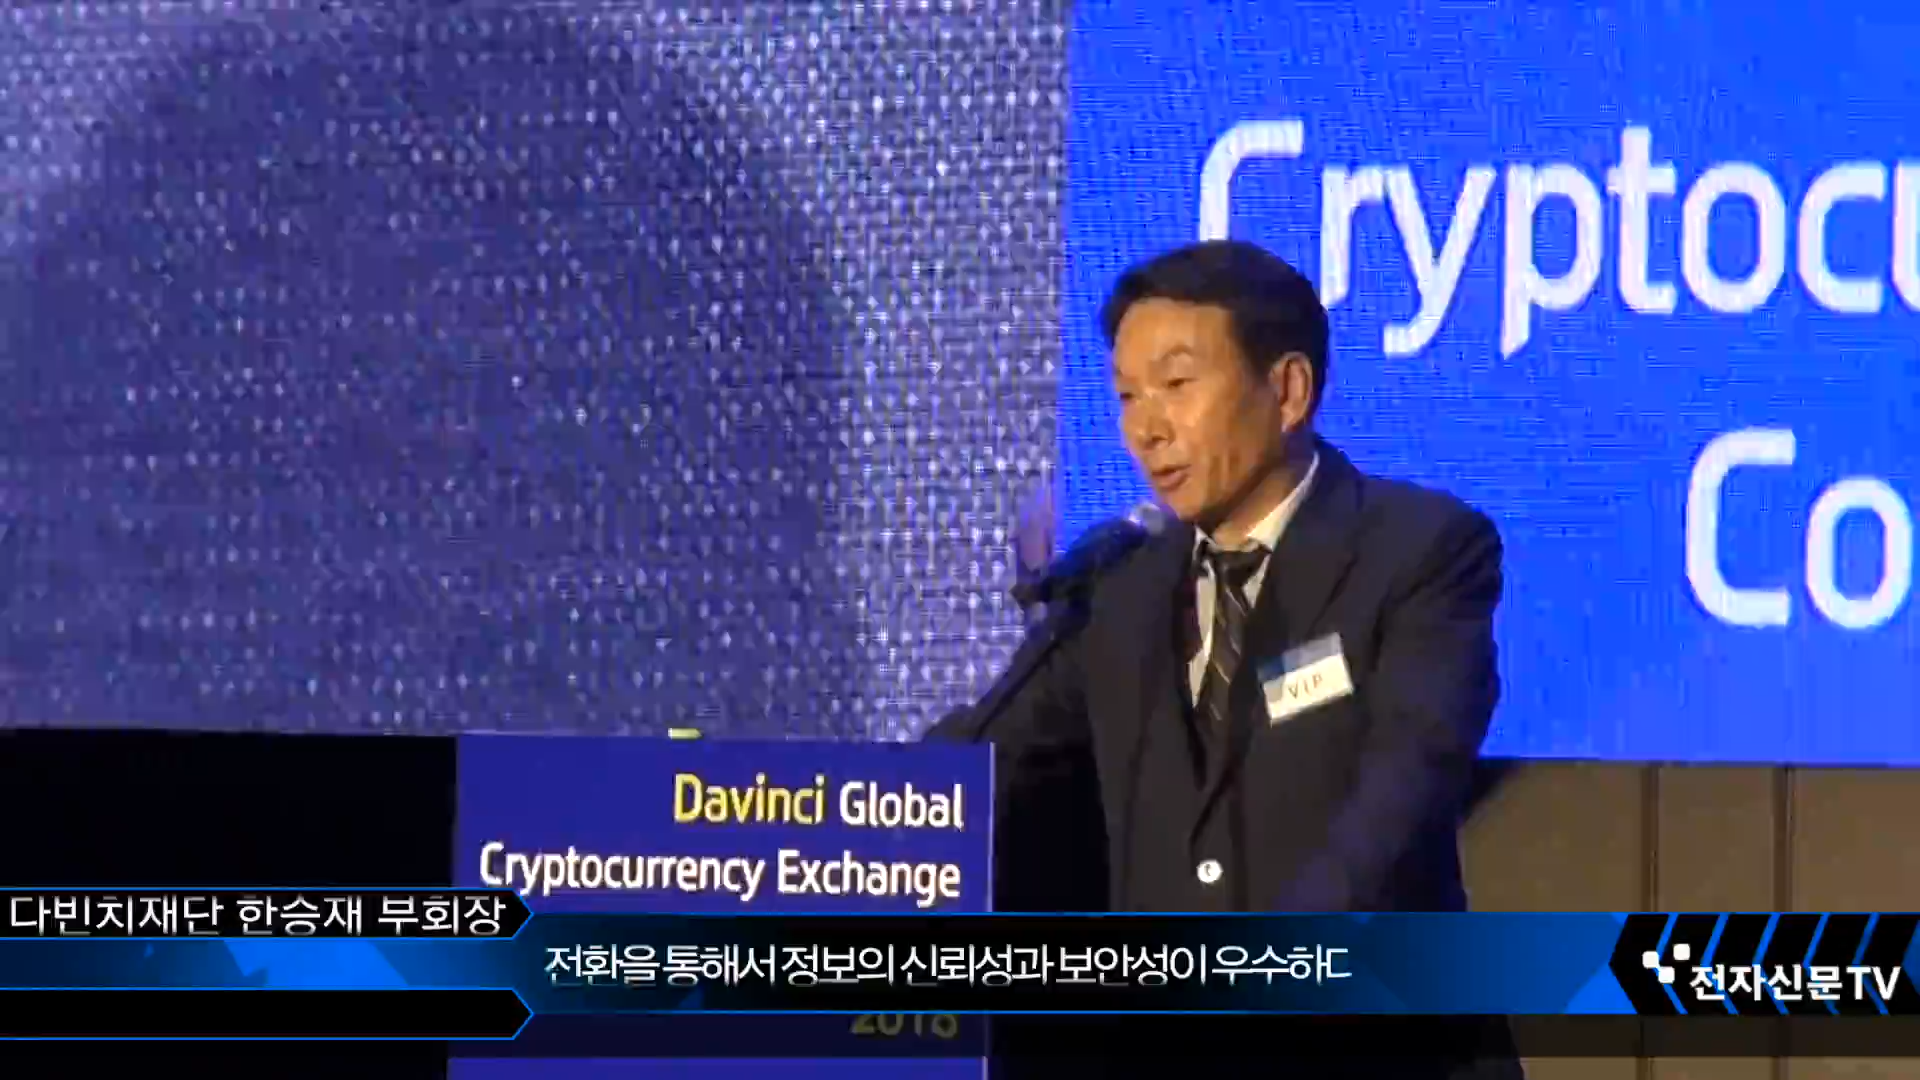 Cryptocu
Co
VIP
Davinci Global
Cryptocurrency Exchange
2018
다빈치재단 한승재 부회장
전환을 통해서 정보의 신뢰성과 보안성이 우수하
전자신문TV